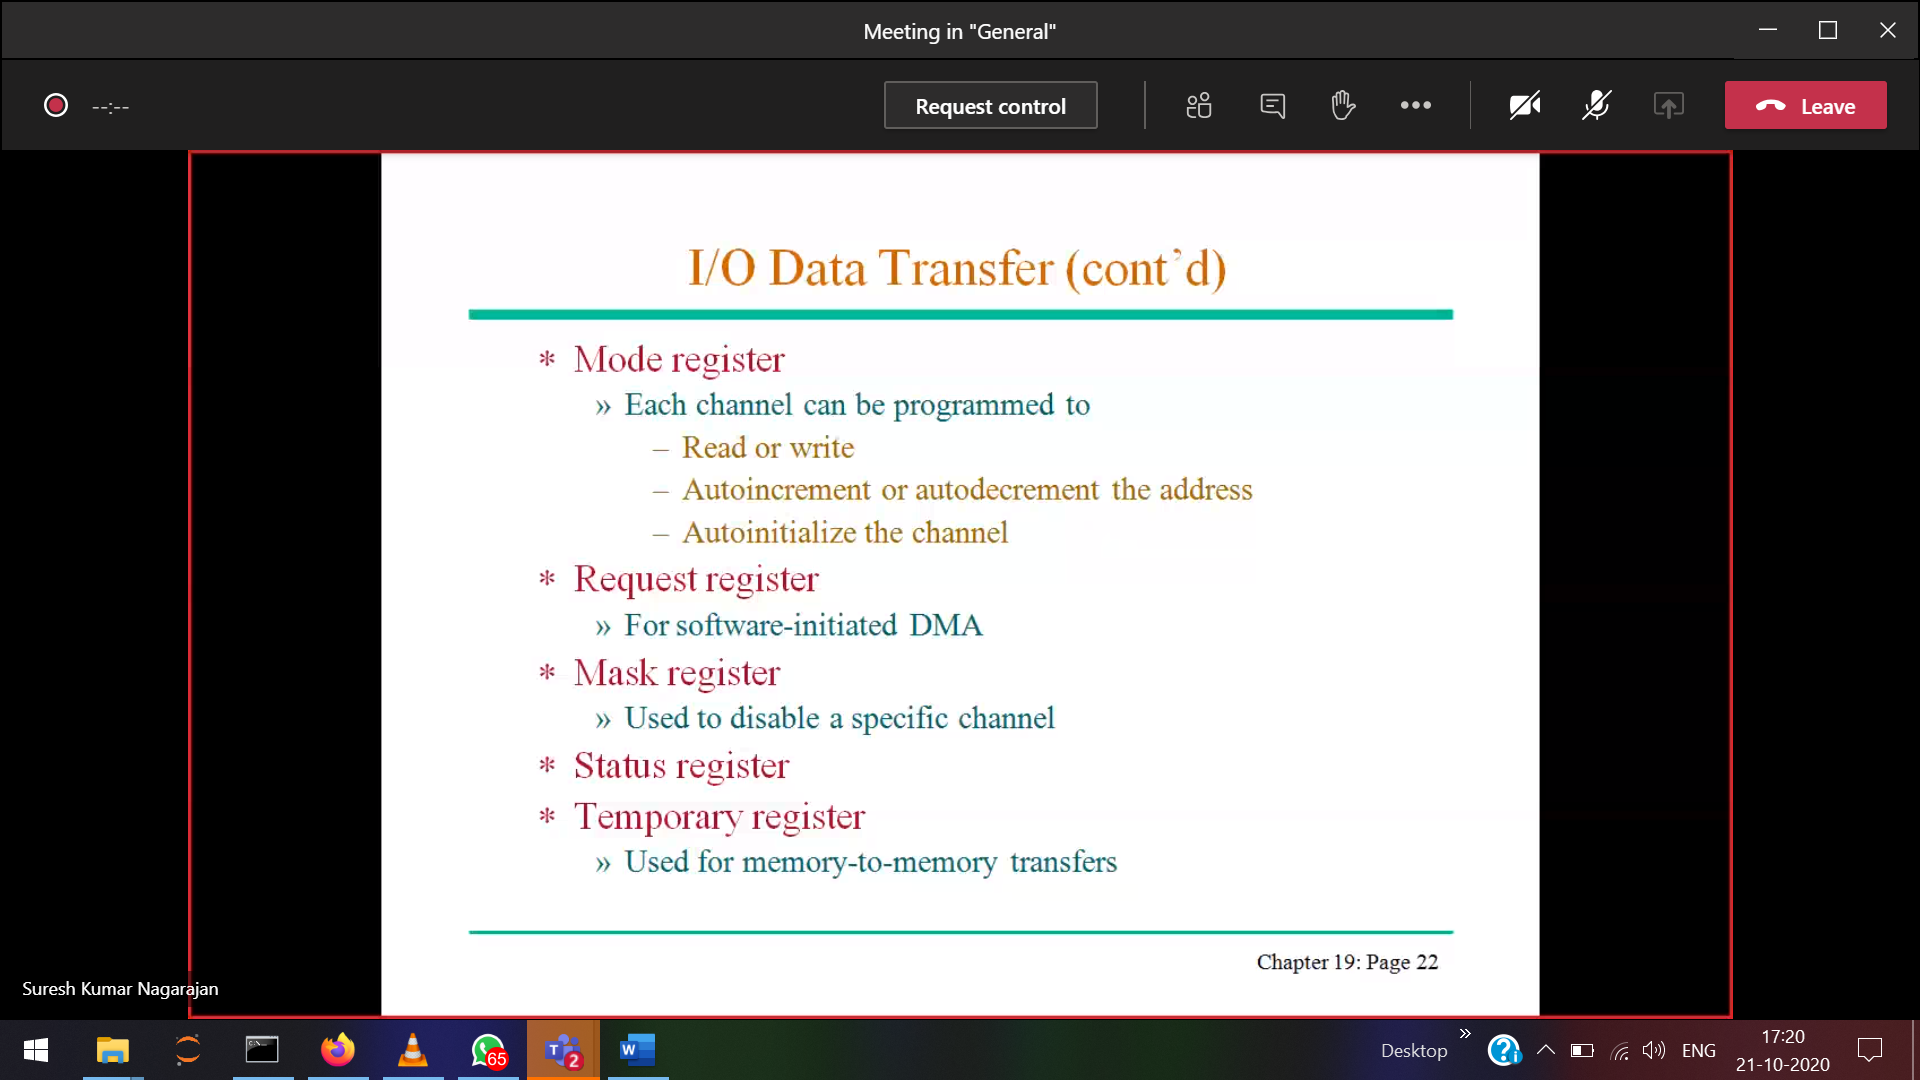 Meeting in "General"
--:--
Request control
Leave
I/O Data Transfer (cont’d)
* Mode register
» Each channel can be programmed to
– Read or write
– Autoincrement or autodecrement the address
– Autoinitialize the channel
* Request register
» For software-initiated DMA
* Mask register
» Used to disable a specific channel
* Status register
* Temporary register
» Used for memory-to-memory transfers
Chapter 19: Page 22
Suresh Kumar Nagarajan
65
T
2
W
Desktop
»
ENG
17:20
21-10-2020